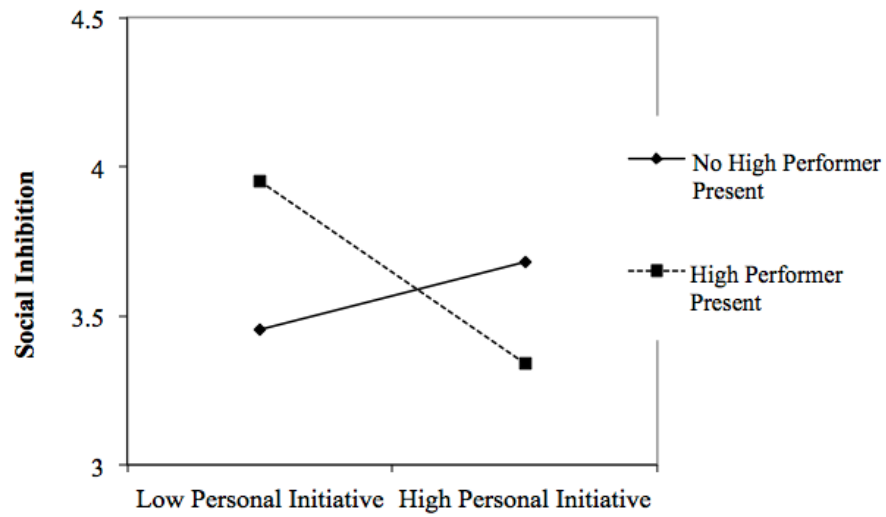 4.5
4
3.5
3
Social Inhibition
Low Personal Initiative High Personal Initiative
No High Performer
Present
High Performer
Present